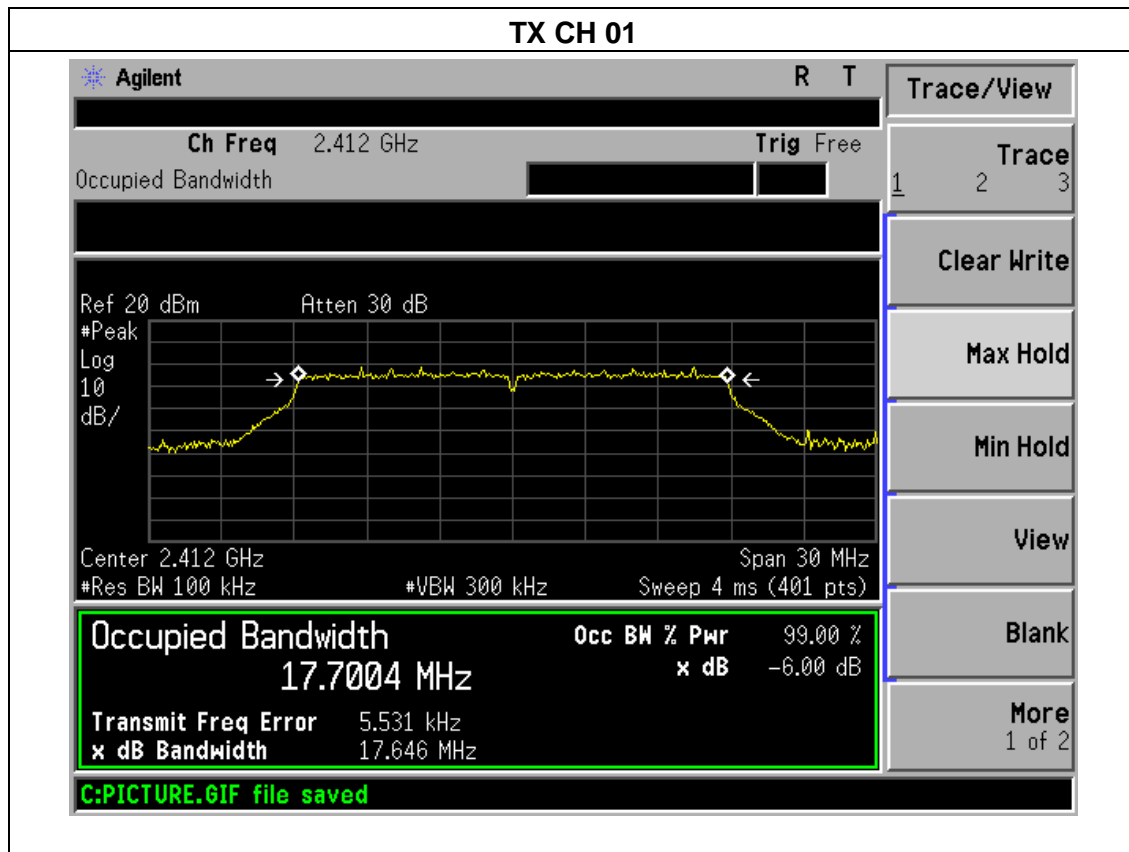 TX CH 01
Agilent R T
Ch Freq 2.412 GHz Trig Free
Occupied Bandwidth
Ref 20 dBm Atten 30 dB
#Peak
Log
10
dB/
Center 2.412 GHz Span 30 MHz
#Res BW 100 kHz #VBW 300 kHz Sweep 4 ms (401 pts)
Occupied Bandwidth
17.7004 MHz
Occ BW % Pwr 99.00 %
x dB -6.00 dB
Transmit Freq Error 5.531 kHz
x dB Bandwidth 17.646 MHz
C:PICTURE.GIF file saved
Trace/View
Trace
1 2 3
Clear Write
Max Hold
Min Hold
View
Blank
More
1 of 2